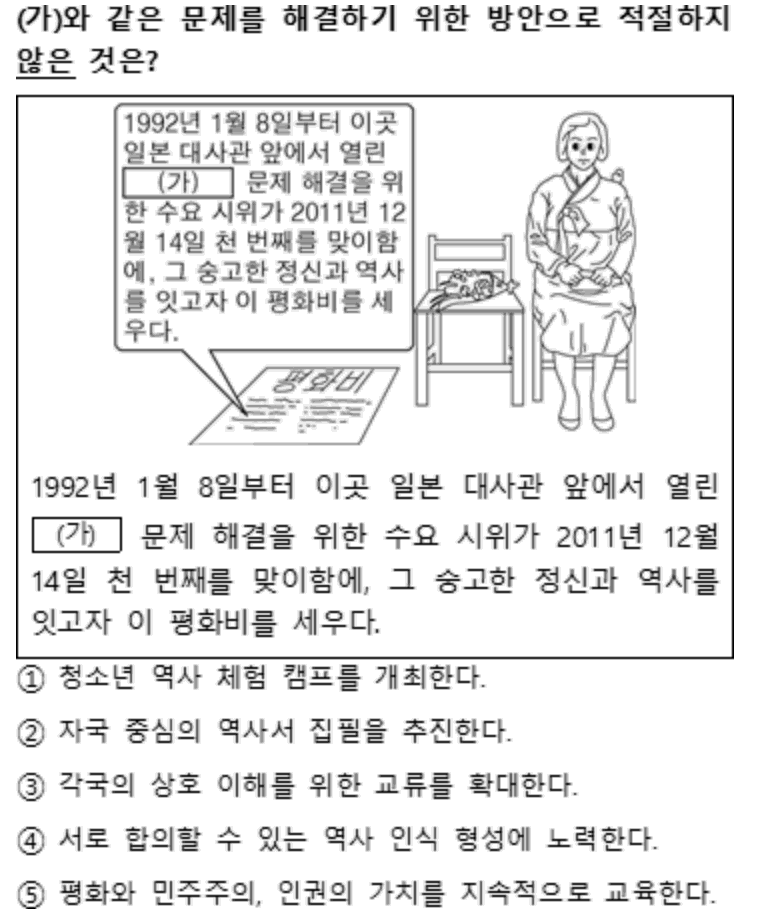 (가)와 같은 문제를 해결하기 위한 방안으로 적절하지
않은 것은?
1992년 1월 8일부터 이곳
일본 대사관 앞에서 열린
(가) 문제 해결을 위
한 수요 시위가 2011년 12
월 14일 천 번째를 맞이함
에, 그 숭고한 정신과 역사
를 잇고자 이 평화비를 세
우다.
평화비
1992년 1월 8일부터 이곳 일본 대사관 앞에서 열린
(가) 문제 해결을 위한 수요 시위가 2011년 12월
14일 천 번째를 맞이함에, 그 숭고한 정신과 역사를
잇고자 이 평화비를 세우다.
① 청소년 역사 체험 캠프를 개최한다.
② 자국 중심의 역사서 집필을 추진한다.
③ 각국의 상호 이해를 위한 교류를 확대한다.
④ 서로 합의할 수 있는 역사 인식 형성에 노력한다.
⑤ 평화와 민주주의, 인권의 가치를 지속적으로 교육한다.